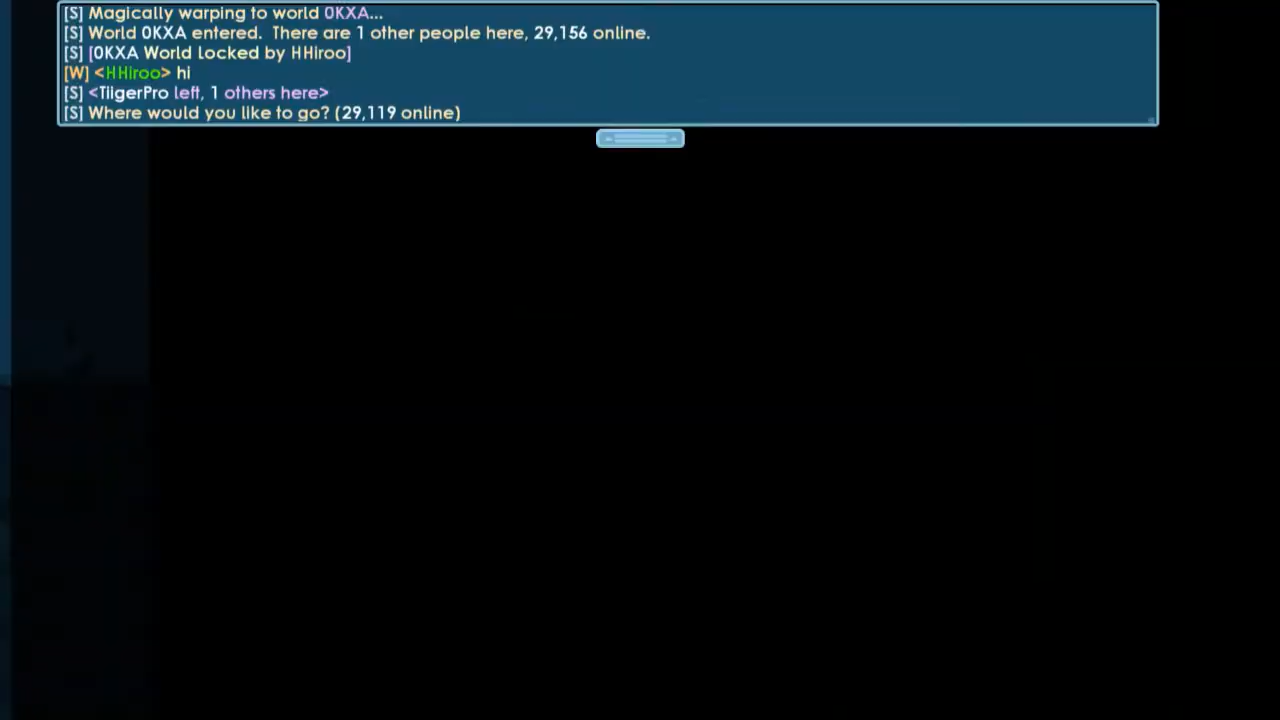 [S] Magically warping to world 0KXA...
[S] World 0KXA entered.  There are 1 other people here, 29,156 online.
[S] [0KXA World Locked by HHiroo]
[W] <HHiroo> hi
[S] <TiigerPro left, 1 others here>
[S] Where would you like to go? (29,119 online)